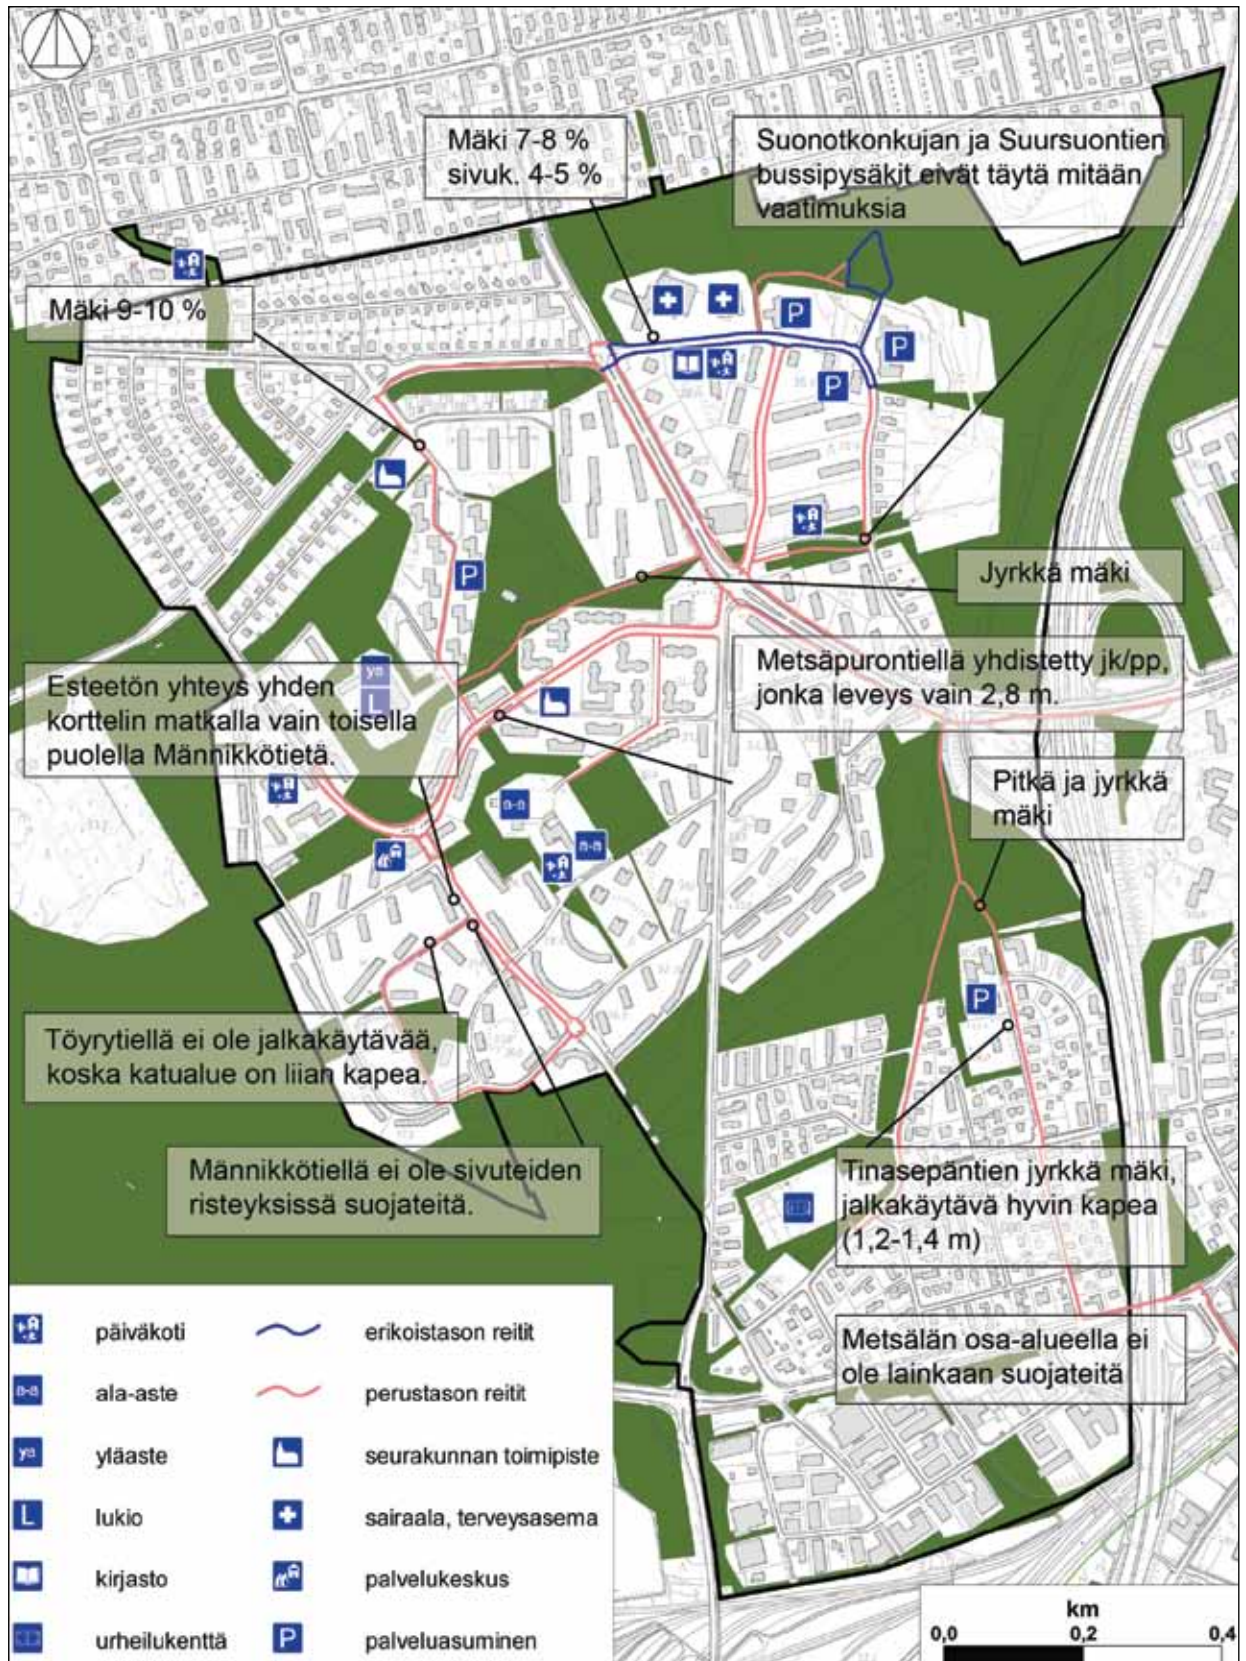 Mäki 7-8 %
sivuk. 4-5 %
Suonotkonkujan ja Suursuontien
bussipysäkit eivät täytä mitään
vaatimuksia
Mäki 9-10 %
Jyrkkä mäki
Metsäpurontiellä yhdistetty jk/pp,
jonka leveys vain 2,8 m.
Esteetön yhteys yhden
korttelin matkalla vain toisella
puolella Männikkötietä.
Pitkä ja jyrkkä
mäki
Töyrytiellä ei ole jalkakäytävää,
koska katualue on liian kapea.
Männikkötiellä ei ole sivuteiden
risteyksissä suojateitä.
Tinasepäntien jyrkkä mäki,
jalkakäytävä hyvin kapea
(1,2-1,4 m)
Metsälän osa-alueella ei
ole lainkaan suojateitä
P
P
P
P
P
ya
L
a-a
a-a
päiväkoti
erikoistason reitit
a-a
ala-aste
perustason reitit
ya
yläaste
seurakunnan toimipiste
L
lukio
sairaala, terveysasema
kirjasto
palvelukeskus
urheilukenttä
P
palveluasuminen
km
0,0
0,2
0,4